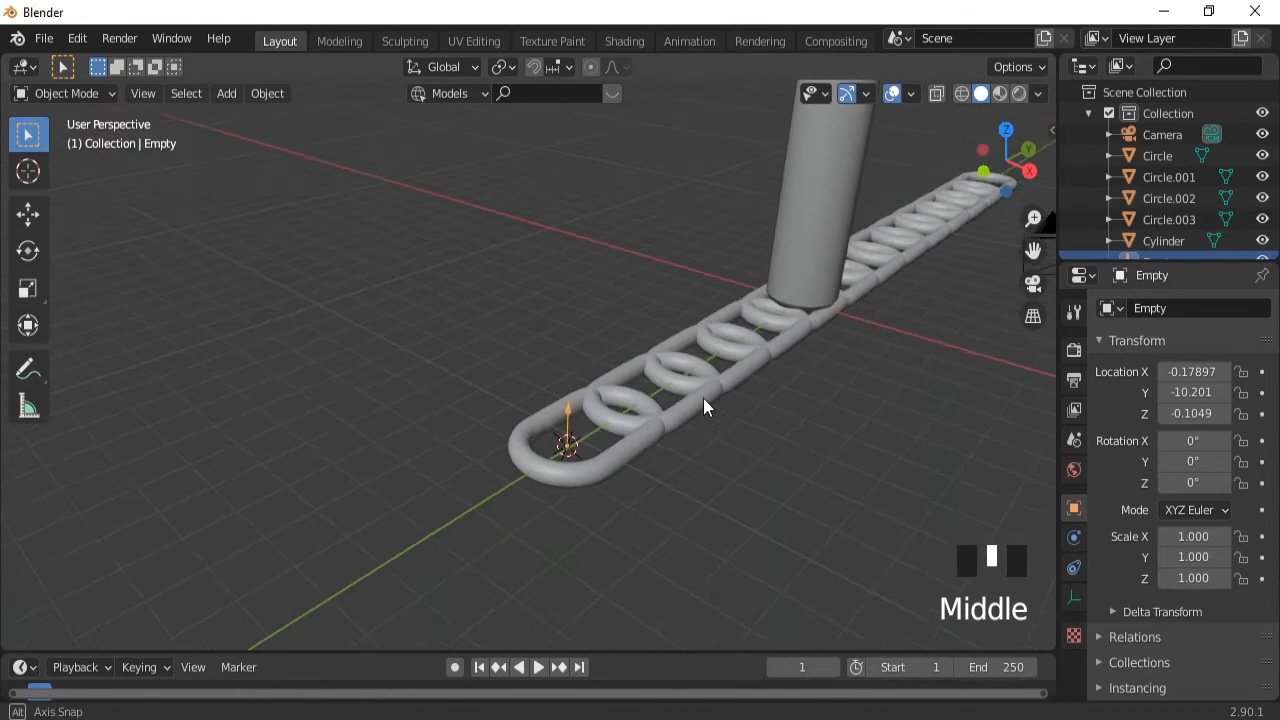 Blender
File Edit Render Window Help Layout Modeling Sculpting UV Editing Texture Paint Shading Animation Rendering Compositing Scene View Layer
Global Options
Object Mode View Select Add Object Models
User Perspective
(1) Collection | Empty
Z
Y
X
Scene Collection
Collection
Camera
Circle
Circle.001
Circle.002
Circle.003
Cylinder
Empty
Empty
Transform
Location X -0.17897
Y -10.201
Z -0.1049
Rotation X 0°
Y 0°
Z 0°
Mode XYZ Euler
Scale X 1.000
Y 1.000
Z 1.000
Delta Transform
Relations
Collections
Instancing
Middle
Playback Keying View Marker 1 Start 1 End 250
Alt Axis Snap 2.90.1